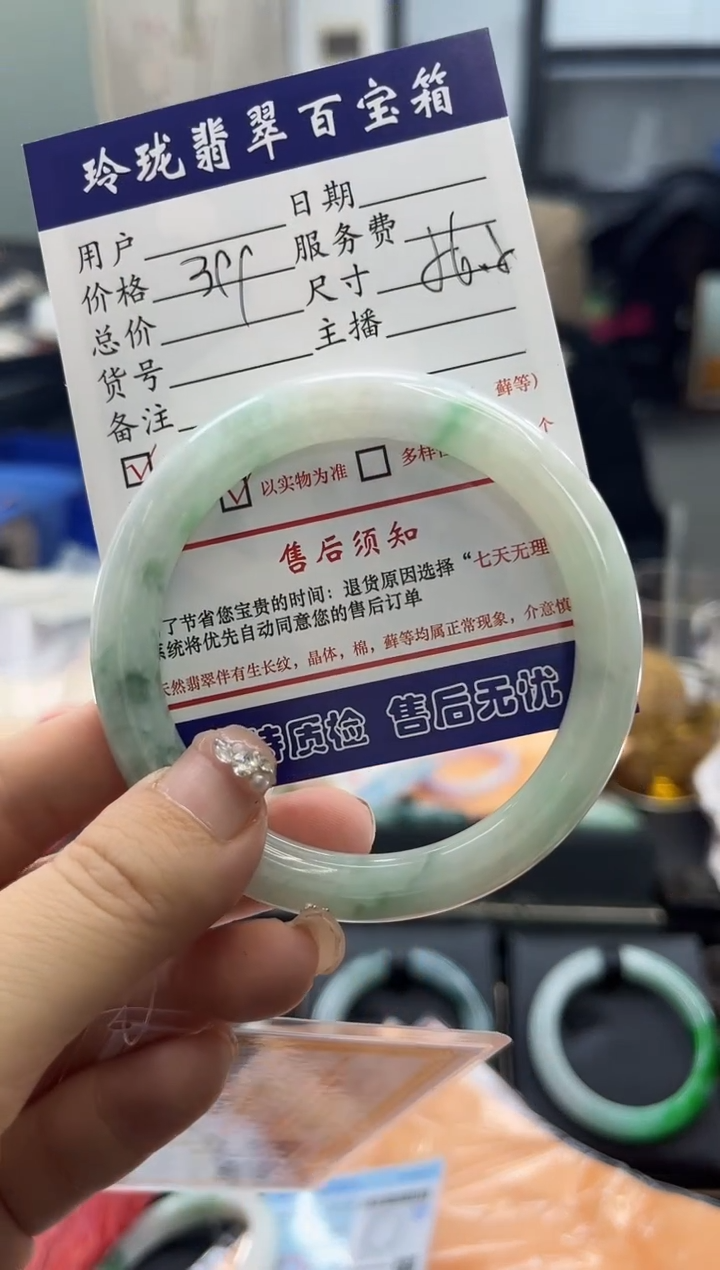 玲珑翡翠百宝箱
用户 日期
价格 399 服务费
总价 尺寸
货号 主播
备注
藓等)
以实物为准 多样性
个
售后须知
了节省您宝贵的时间：退货原因选择“七天无理
系统将优先自动同意您的售后订单
天然翡翠伴有生长纹，晶体，棉，藓等均属正常现象，介意慎
质检 售后无忧